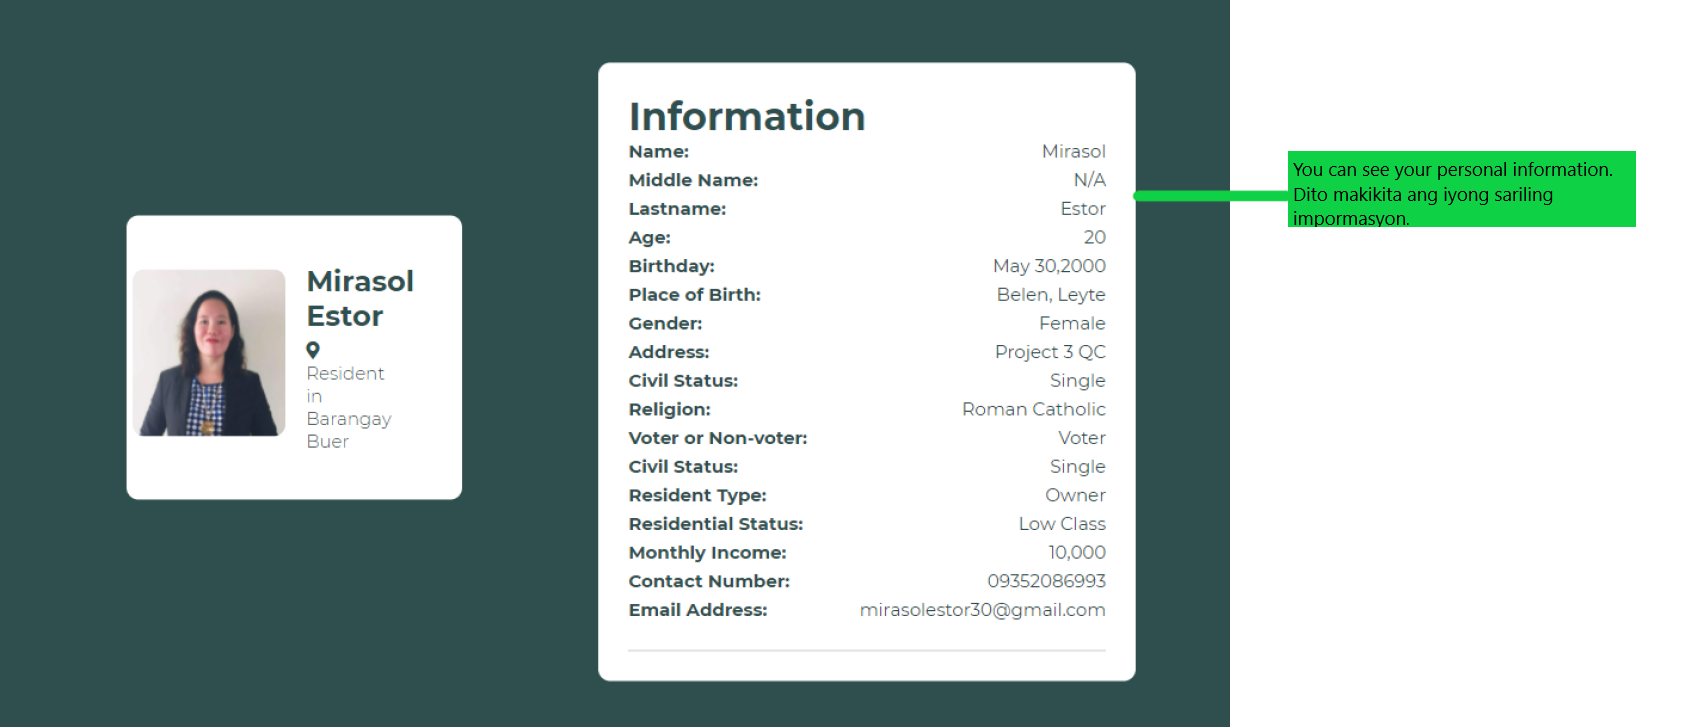 Mirasol
Estor
Resident
in
Barangay
Buer
Information
Name: Mirasol
Middle Name: N/A
Lastname: Estor
Age: 20
Birthday: May 30,2000
Place of Birth: Belen, Leyte
Gender: Female
Address: Project 3 QC
Civil Status: Single
Religion: Roman Catholic
Voter or Non-voter: Voter
Civil Status: Single
Resident Type: Owner
Residential Status: Low Class
Monthly Income: 10,000
Contact Number: 09352086993
Email Address: mirasolestor30@gmail.com
You can see your personal information.
Dito makikita ang iyong sariling
impormasyon.